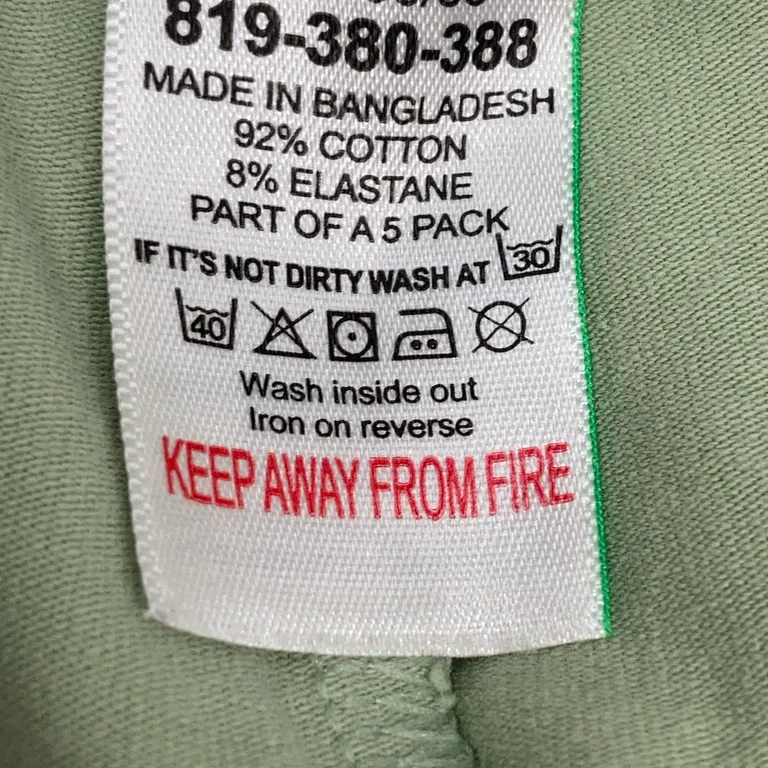 819-380-388
MADE IN BANGLADESH
92% COTTON
8% ELASTANE
PART OF A 5 PACK
IF IT'S NOT DIRTY WASH AT 30
40
Wash inside out
Iron on reverse
KEEP AWAY FROM FIRE